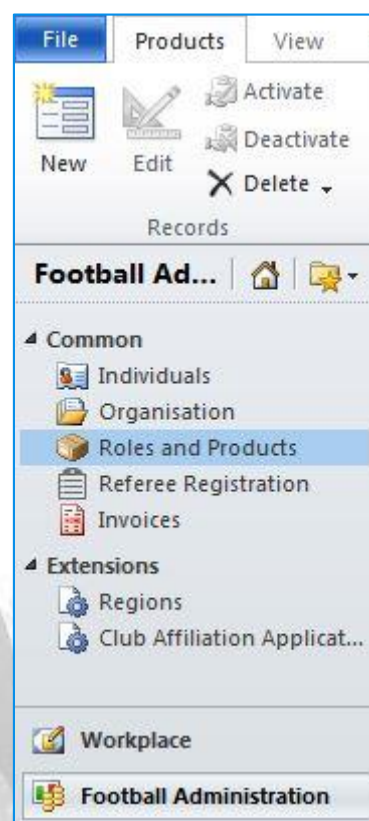 File Products View
New
Edit
Activate
Deactivate
Delete
Records
Football Ad...
Common
Individuals
Organisation
Roles and Products
Referee Registration
Invoices
Extensions
Regions
Club Affiliation Applicat...
Workplace
Football Administration